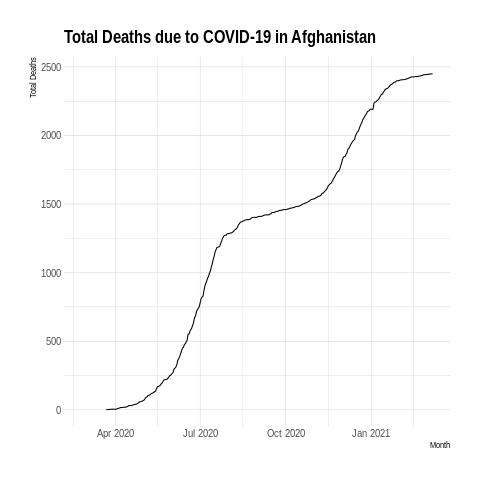 Total Deaths due to COVID-19 in Afghanistan
Total Deaths
2500
2000
1500
1000
500
0
Apr 2020 Jul 2020 Oct 2020 Jan 2021
Month